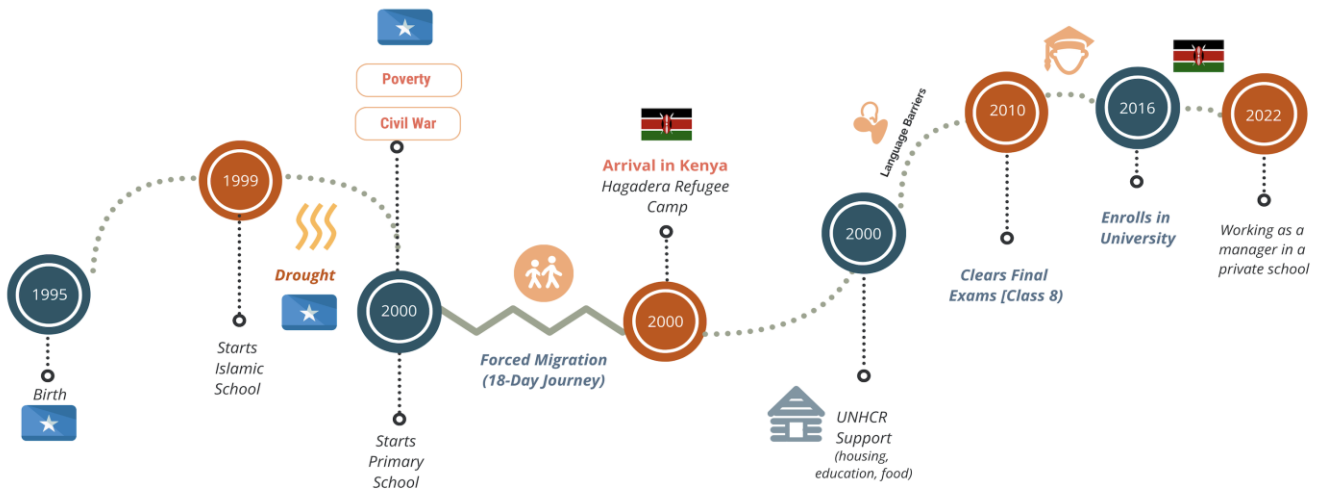 1995
Birth
1999
Starts
Islamic
School
Drought
Poverty
Civil War
2000
Starts
Primary
School
Forced Migration
(18-Day Journey)
Arrival in Kenya
Hagadera Refugee
Camp
2000
2000
UNHCR
Support
(housing,
education, food)
Language Barriers
2010
Clears Final
Exams [Class 8)
2016
Enrolls in
University
2022
Working as a
manager in a
private school